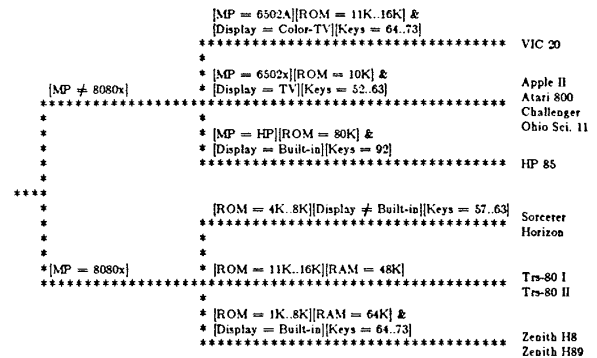 [MP = 6502A][ROM = 11K..16K] &
[Display = Color-TV][Keys = 64..73]
VIC 20
[MP = 6502x][ROM = 10K] &
[Display = TV][Keys = 52..63]
[MP ≠ 8080x]
Apple II
Atari 800
Challenger
Ohio Sci. 11
[MP = HP][ROM = 80K] &
[Display = Built-in][Keys = 92]
HP 85
[ROM = 4K..8K][Display ≠ Built-in][Keys = 57..63]
Sorcerer
Horizon
[MP = 8080x]
[ROM = 11K..16K][RAM = 48K]
Trs-80 I
Trs-80 II
[ROM = 1K..8K][RAM = 64K] &
[Display = Built-in][Keys = 64..73]
Zenith H8
Zenith H89